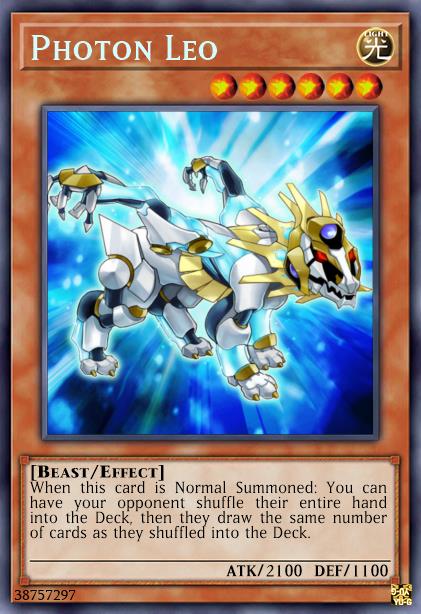 PHOTON LEO
LIGHT
光
[BEAST/EFFECT]
When this card is Normal Summoned: You can
have your opponent shuffle their entire hand
into the Deck, then they draw the same number
of cards as they shuffled into the Deck.
ATK/2100 DEF/1100
38757297